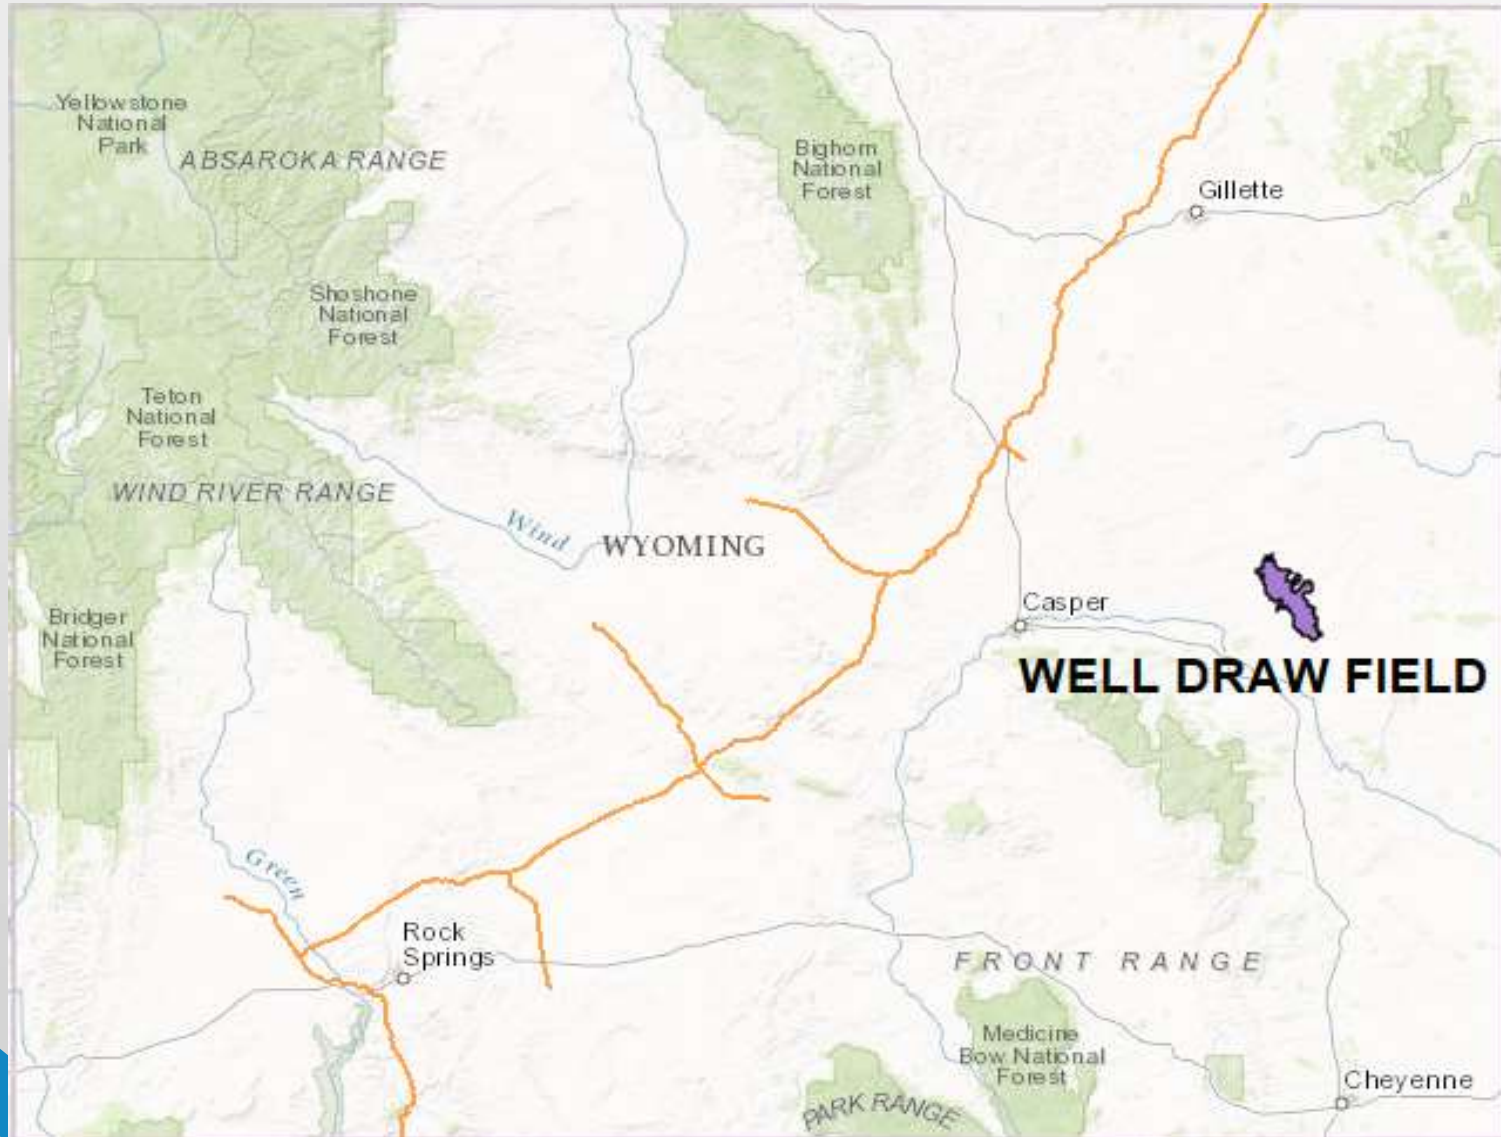 Yellowstone
National
Park
ABSAROKA RANGE
Bighorn
National
Forest
Gillette
Shoshone
National
Forest
Teton
National
Forest
WIND RIVER RANGE
Wind
WYOMING
Bridger
National
Forest
Casper
WELL DRAW FIELD
Green
Rock
Springs
FRONT RANGE
Medicine
Bow National
Forest
PARK RANGE
Cheyenne